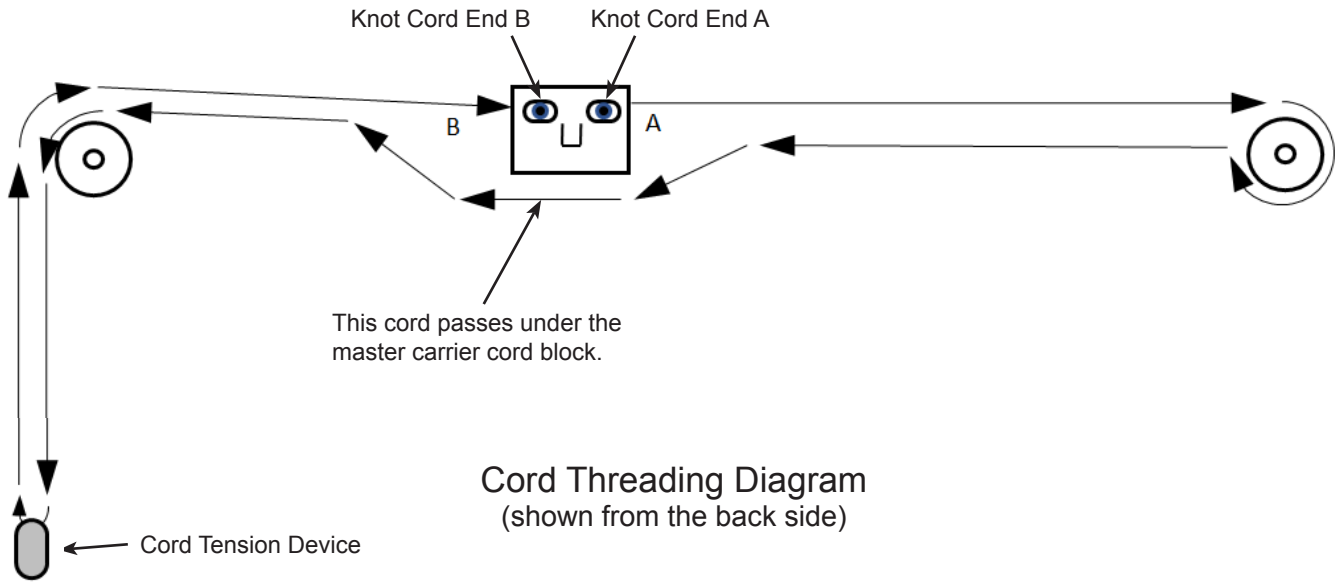 Knot Cord End B
Knot Cord End A
B
A
This cord passes under the
master carrier cord block.
Cord Threading Diagram
(shown from the back side)
Cord Tension Device